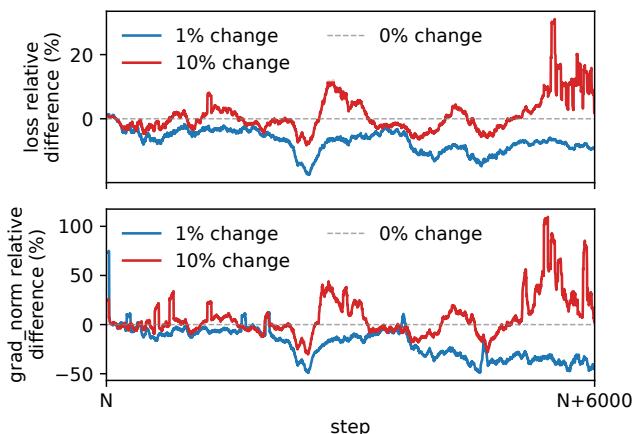 loss relative
difference (%)
20
0
1% change
10% change
0% change
grad_norm relative
difference (%)
100
50
0
−50
1% change
10% change
0% change
N
N+6000
step